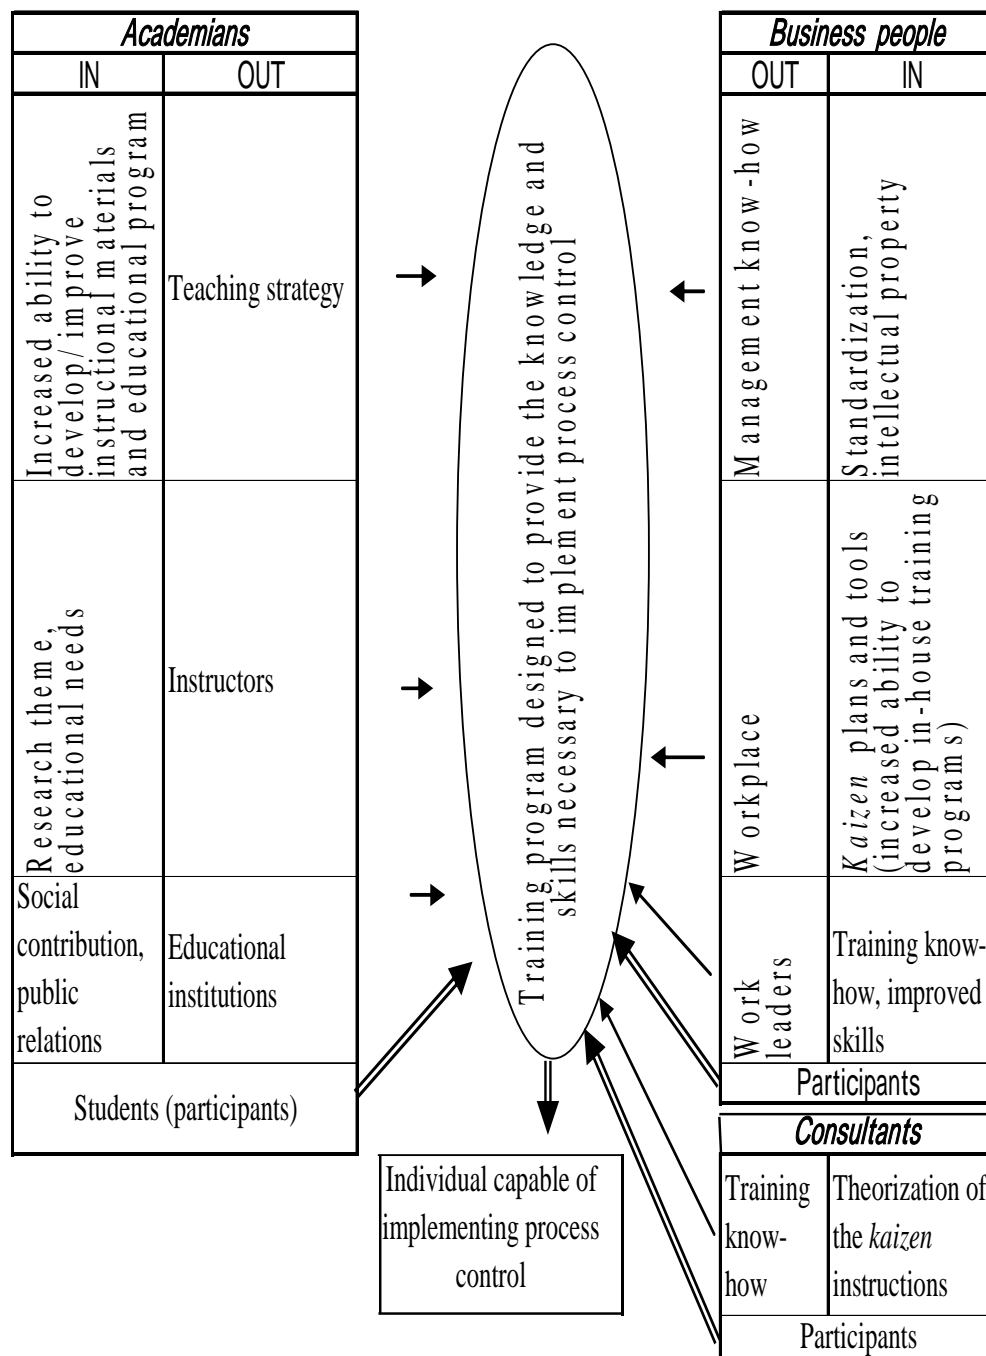 Academians
IN
OUT
Increased ability to
develop/ improve
instructional materials
and educational program
Teaching strategy
Research theme,
educational needs
Instructors
Social
contribution,
public
relations
Educational
institutions
Students (participants)
Training program designed to provide the knowledge and
skills necessary to implement process control
Individual capable of
implementing process
control
Business people
OUT
IN
Management know-how
Standardization,
intellectual property
Workplace
Kaizen plans and tools
(increased ability to
develop in-house training
programs)
Work
leaders
Training know-
how, improved
skills
Participants
Consultants
Training
know-
how
Theorization of
the kaizen
instructions
Participants